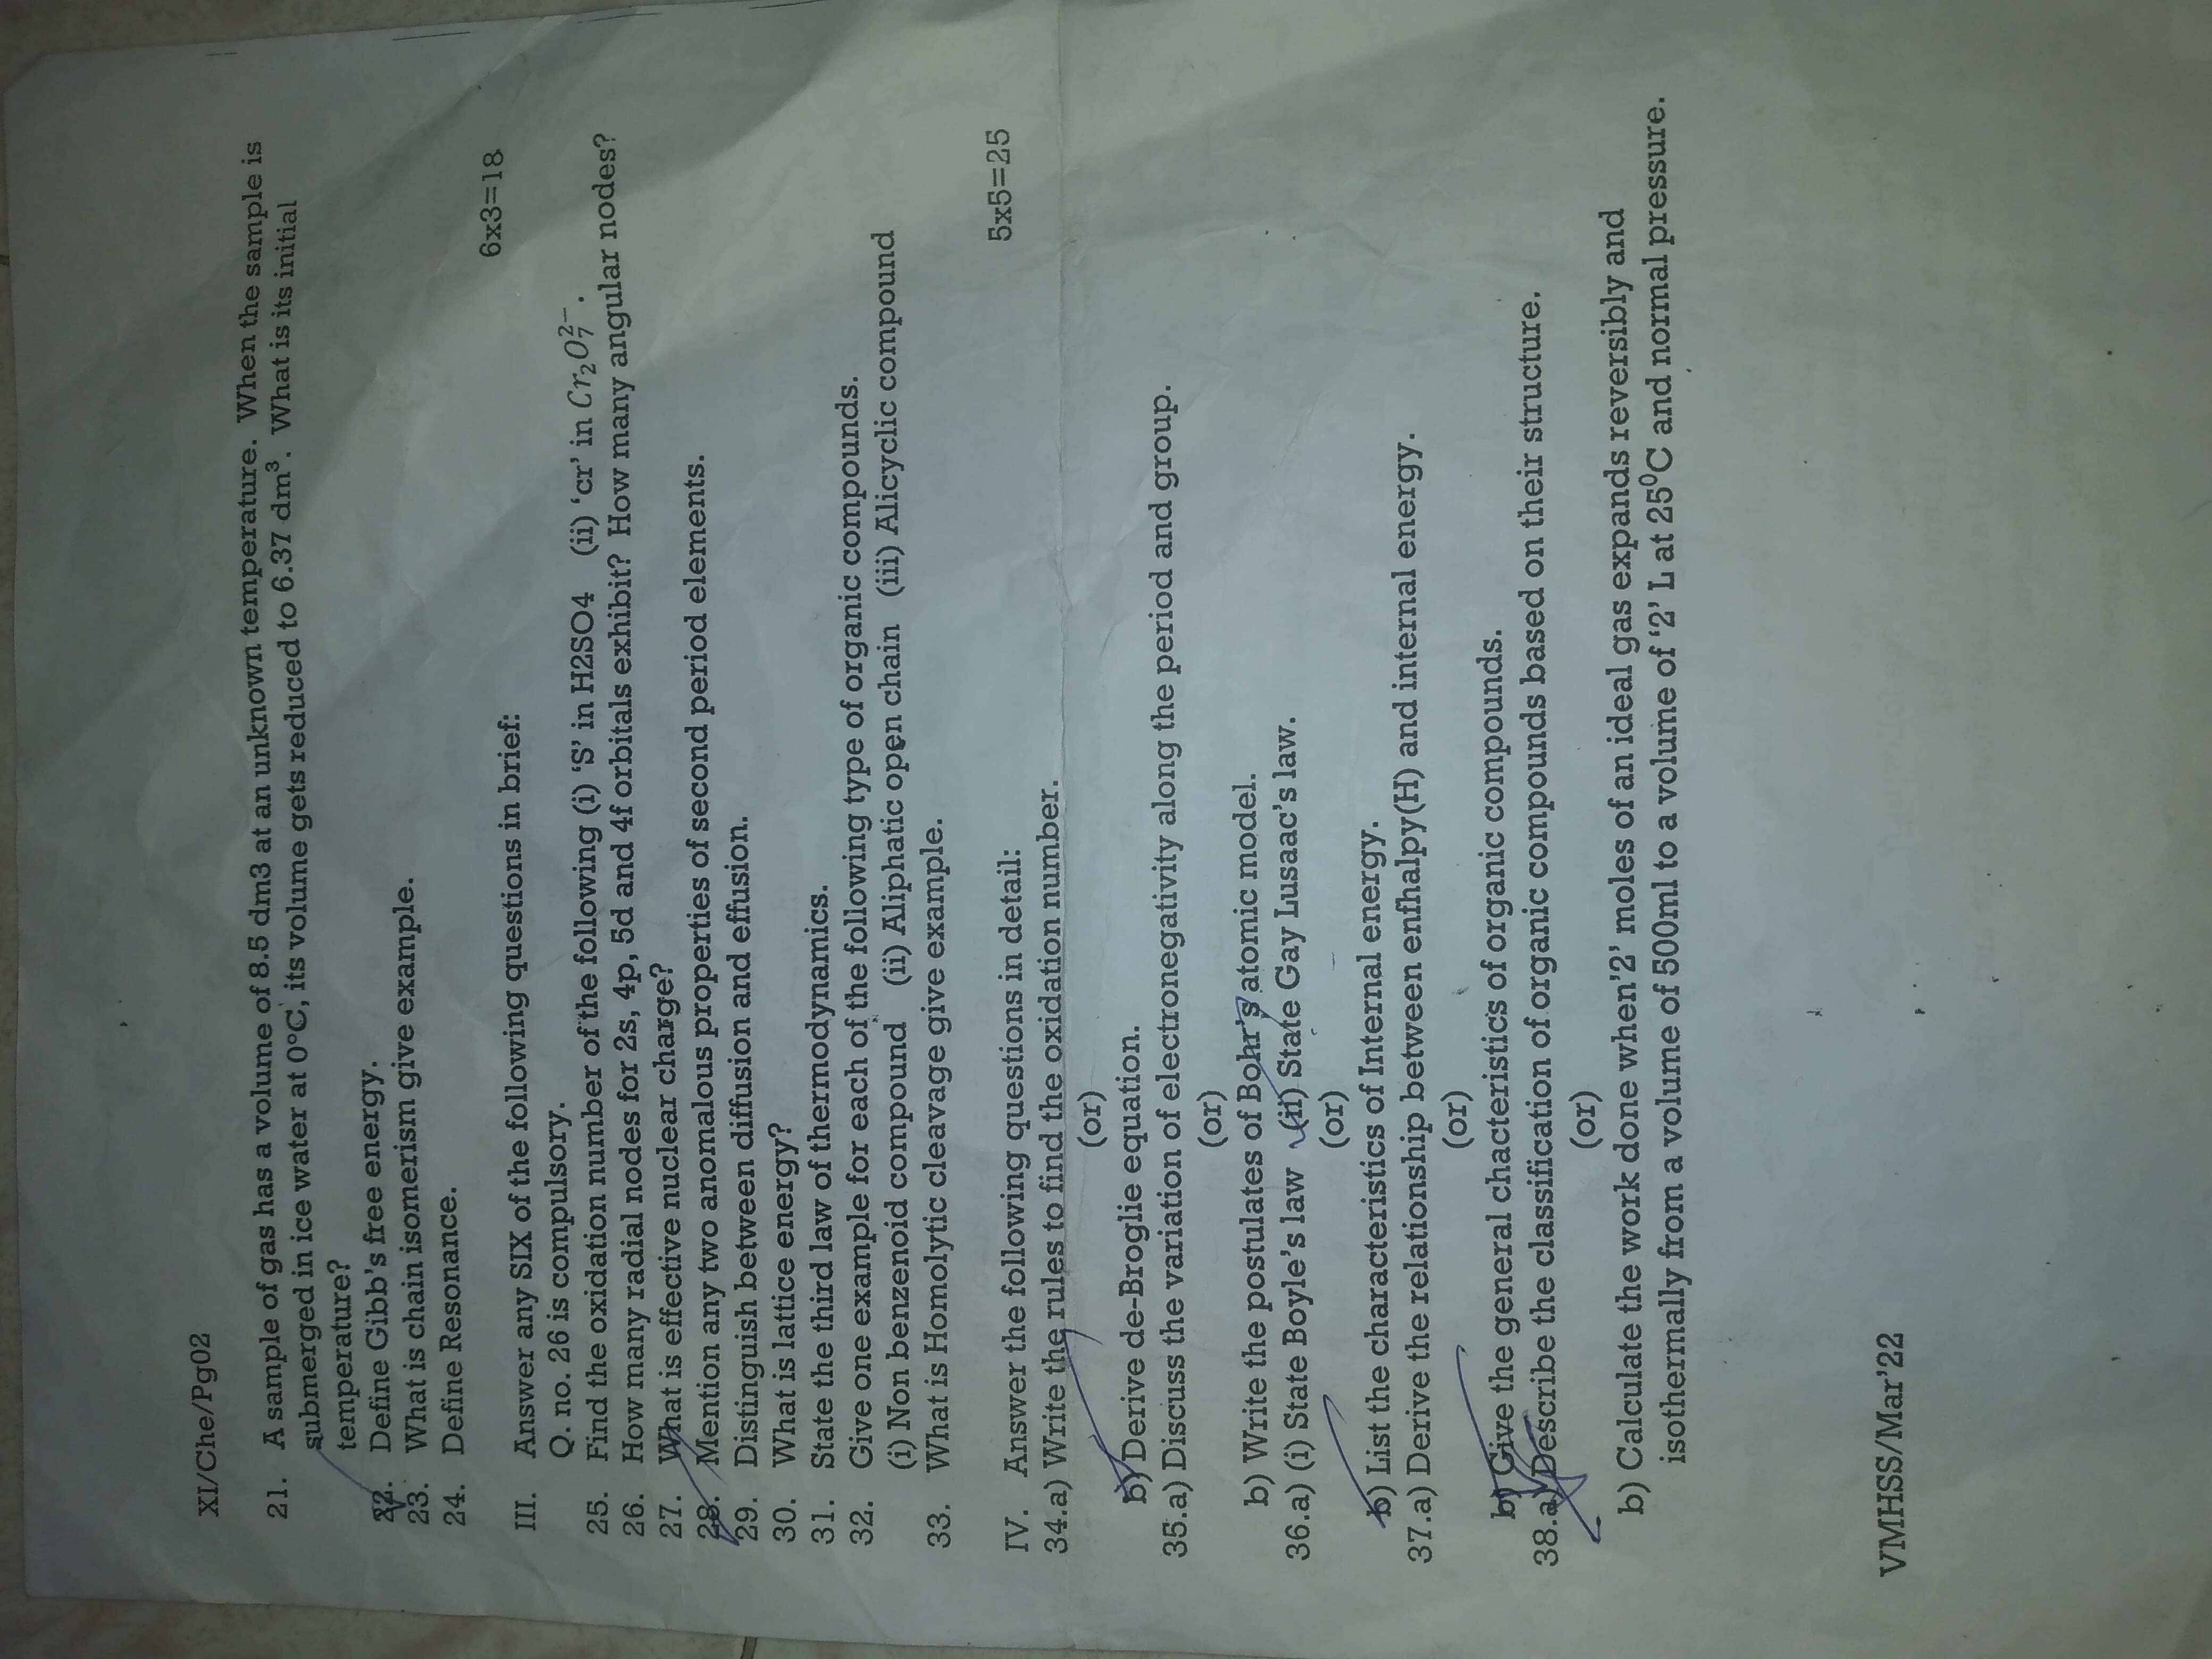 XI/Che/Pg02
21. A sample of gas has a volume of 8.5 dm3 at an unknown temperature. When the sample is
submerged in ice water at 0°C, its volume gets reduced to 6.37 dm³. What is its initial
temperature?
22. Define Gibb's free energy.
23. What is chain isomerism give example.
24. Define Resonance.
6x3=18
III. Answer any SIX of the following questions in brief:
Q. no. 26 is compulsory.
25. Find the oxidation number of the following (i) 'S' in H2SO4 (ii) 'cr' in Cr₂O₇²⁻.
26. How many radial nodes for 2s, 4p, 5d and 4f orbitals exhibit? How many angular nodes?
27. What is effective nuclear charge?
28. Mention any two anomalous properties of second period elements.
29. Distinguish between diffusion and effusion.
30. What is lattice energy?
31. State the third law of thermodynamics.
32. Give one example for each of the following type of organic compounds.
(i) Non benzenoid compound (ii) Aliphatic open chain (iii) Alicyclic compound
33. What is Homolytic cleavage give example.
IV. Answer the following questions in detail: 5x5=25
34.a) Write the rules to find the oxidation number.
(or)
b) Derive de-Broglie equation.
35.a) Discuss the variation of electronegativity along the period and group.
(or)
b) Write the postulates of Bohr's atomic model.
36.a) (i) State Boyle's law (ii) State Gay Lusaac's law.
(or)
b) List the characteristics of Internal energy.
37.a) Derive the relationship between enfhalpy(H) and internal energy.
(or)
b) Give the general chacteristics of organic compounds.
38.a) Describe the classification of organic compounds based on their structure.
(or)
b) Calculate the work done when'2' moles of an ideal gas expands reversibly and
isothermally from a volume of 500ml to a volume of '2' L at 25⁰C and normal pressure.
VMHSS/Mar'22